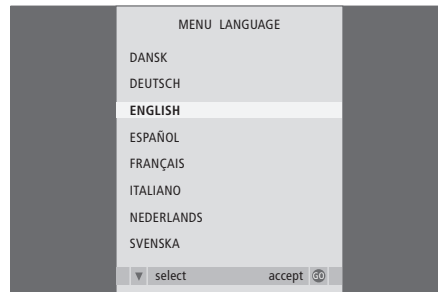 MENU LANGUAGE
DANSK
DEUTSCH
ENGLISH
ESPAÑOL
FRANÇAIS
ITALIANO
NEDERLANDS
SVENSKA
▼ select accept GO